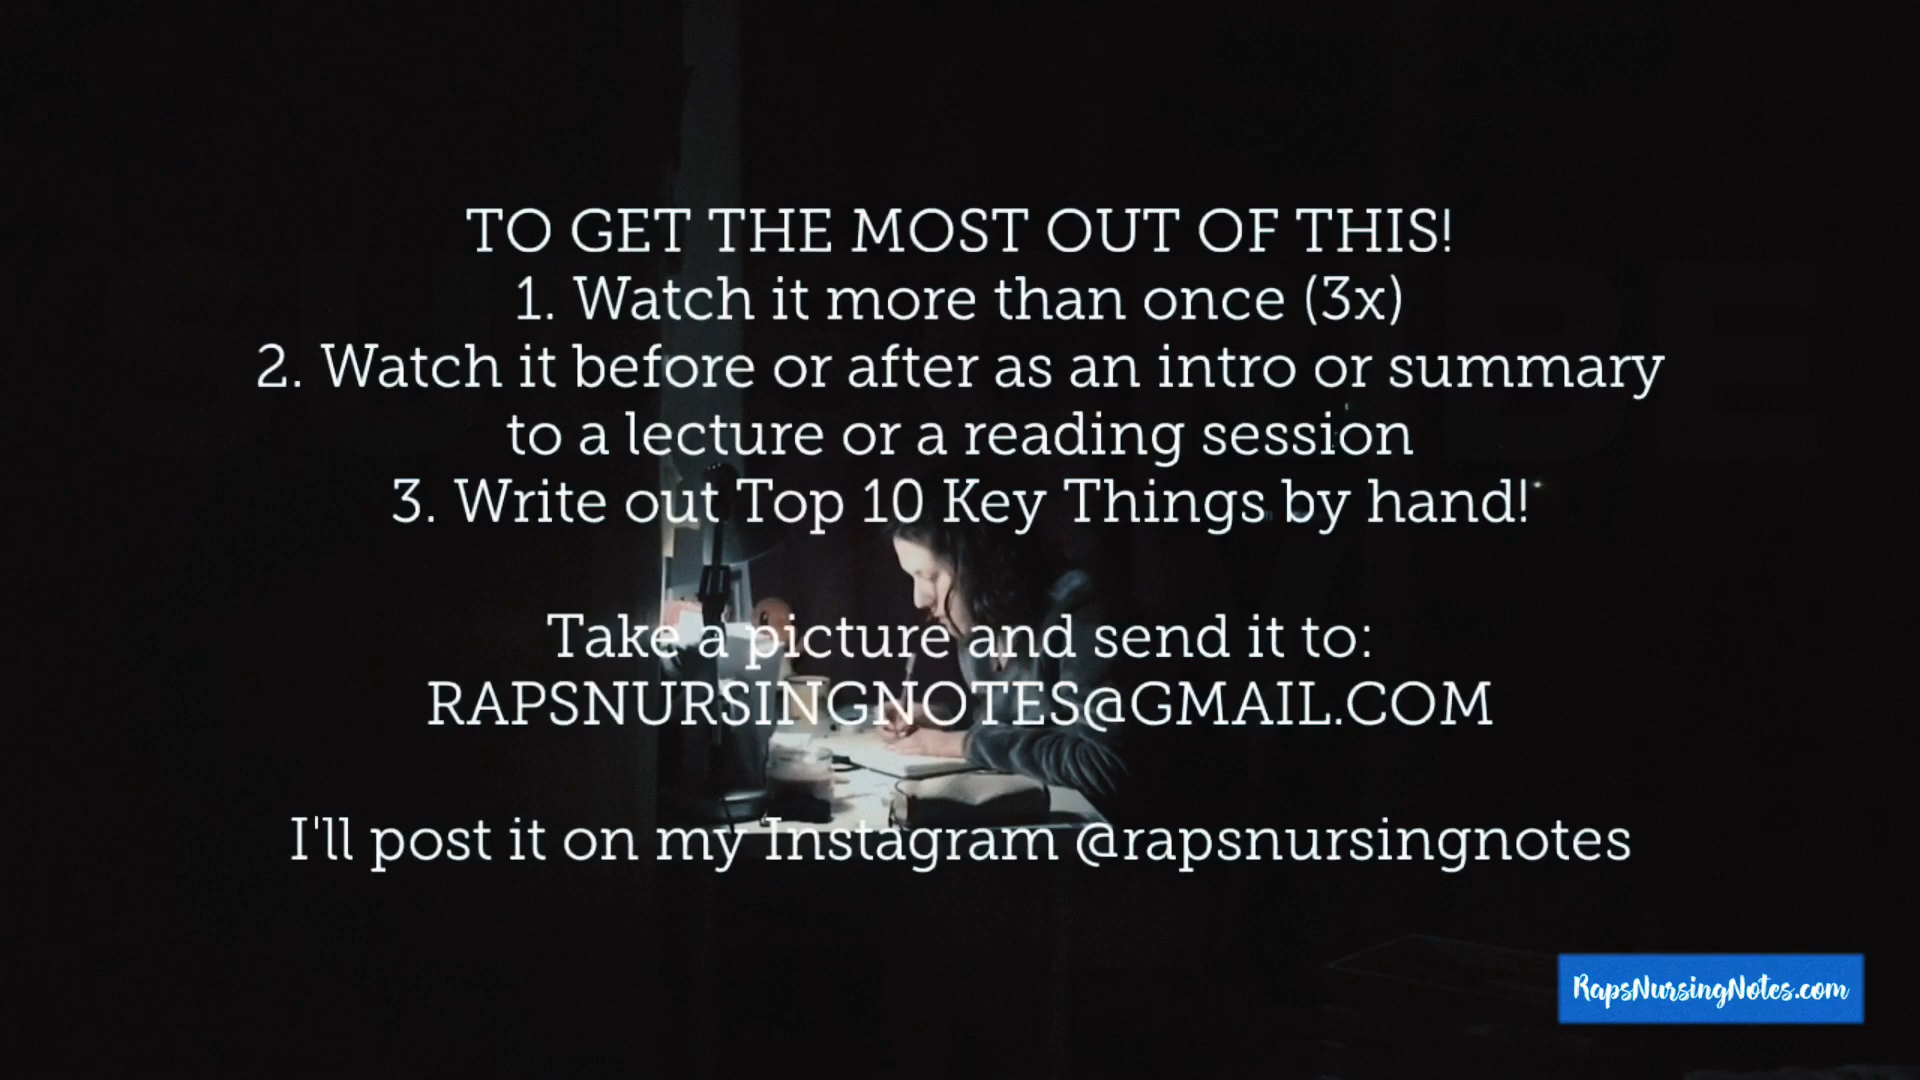 TO GET THE MOST OUT OF THIS!
1. Watch it more than once (3x)
2. Watch it before or after as an intro or summary
to a lecture or a reading session
3. Write out Top 10 Key Things by hand!
Take a picture and send it to:
RAPSNURSINGNOTES@GMAIL.COM
I'll post it on my Instagram @rapsnursingnotes
RapsNursingNotes.com